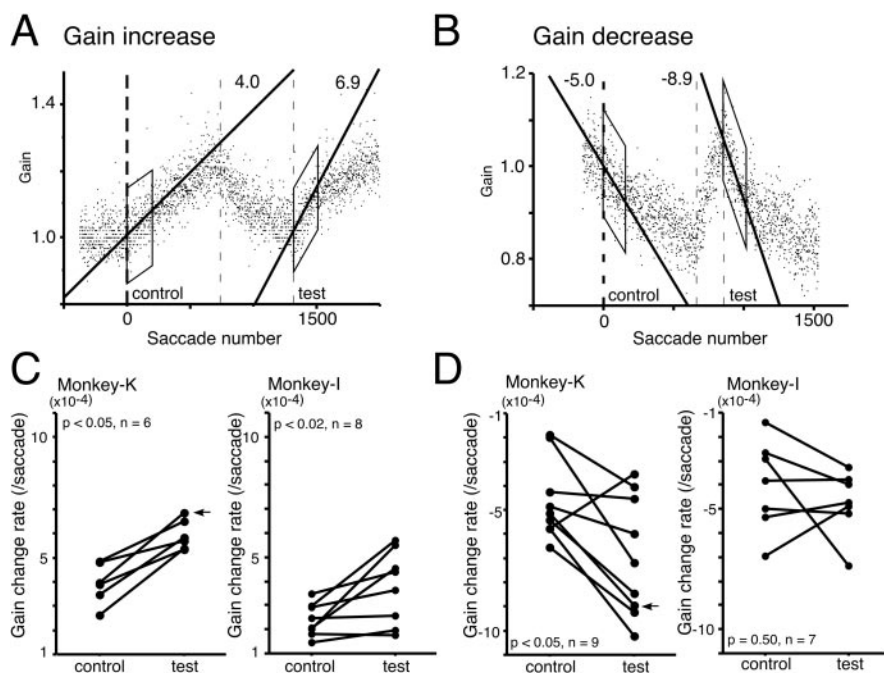 A Gain increase
B Gain decrease
4.0
6.9
1.4
1.0
Gain
control
test
0
1500
Saccade number
-5.0
-8.9
1.2
1.0
0.8
Gain
control
test
0
1500
Saccade number
C
Monkey-K
(x10-4)
p < 0.05, n = 6
11
5
1
Gain change rate (/saccade)
control
test
Monkey-I
(x10-4)
p < 0.02, n = 8
11
5
1
Gain change rate (/saccade)
control
test
D
Monkey-K
(x10-4)
-1
-5
-10
Gain change rate (/saccade)
p < 0.05, n = 9
control
test
Monkey-I
(x10-4)
-1
-5
-10
-11
Gain change rate (/saccade)
p = 0.50, n = 7
control
test